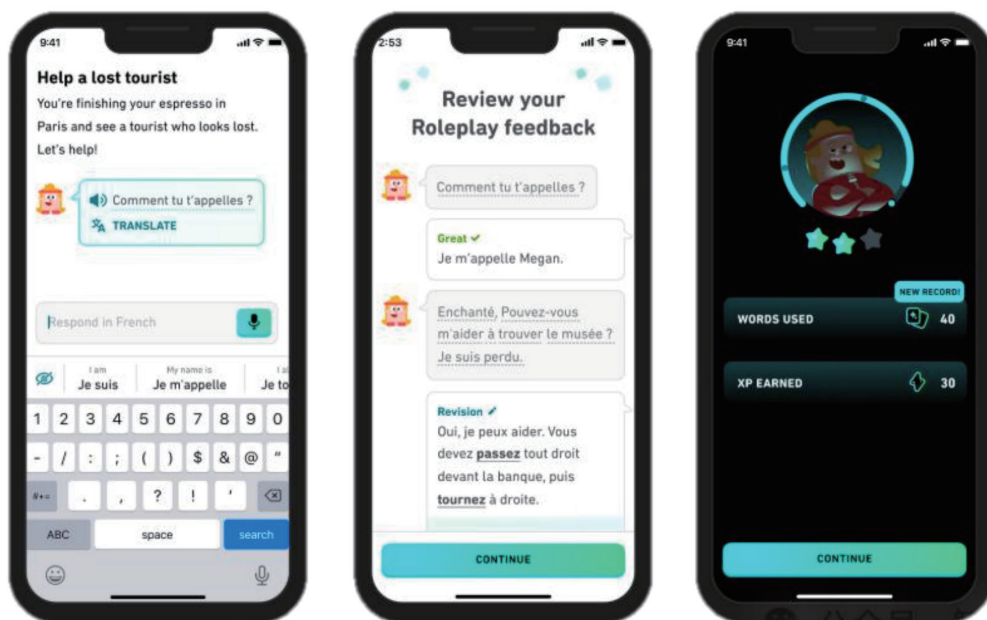 9:41
Help a lost tourist
You're finishing your espresso in
Paris and see a tourist who looks lost.
Let's help!
Comment tu t'appelles ?
TRANSLATE
Respond in French
I am
Je suis
My name is
Je m'appelle
Je to
1 2 3 4 5 6 7 8 9 0
- / : ; ( ) $ & @ "
#+=
. , ? ! '
ABC
space
search
2:53
Review your
Roleplay feedback
Comment tu t'appelles ?
Great
Je m'appelle Megan.
Enchanté, Pouvez-vous
m'aider à trouver le musée ?
Je suis perdu.
Revision
Oui, je peux aider. Vous
devez passez tout droit
devant la banque, puis
tournez à droite.
CONTINUE
9:41
NEW RECORD!
WORDS USED 40
XP EARNED 30
CONTINUE